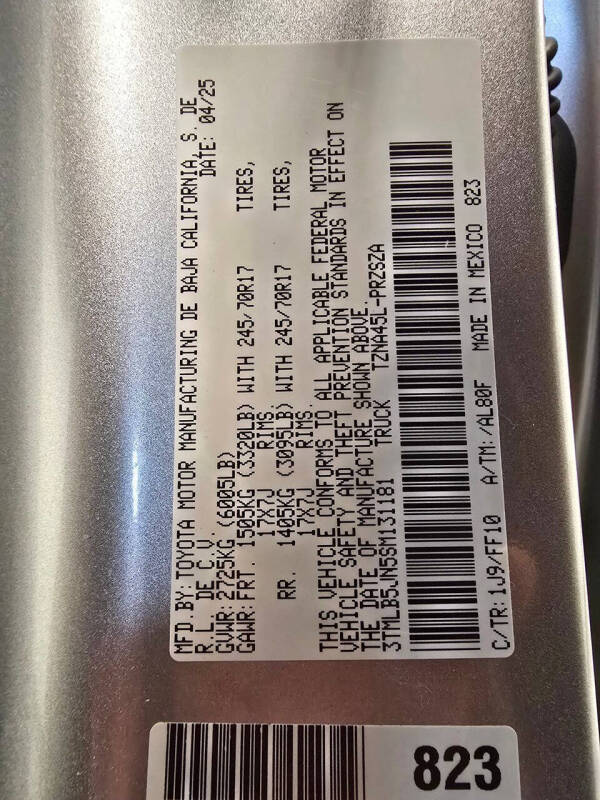 MFD.BY:TOYOTA MOTOR MANUFACTURING DE BAJA CALIFORNIA, S. DE
R.L. DE C.V. DATE: 04/25
GVWR:2725KG (6005LB)
GAWR:FRT. 1505KG (3320LB) WITH 245/70R17 TIRES,
17X7J RIMS
RR. 1405KG (3095LB) WITH 245/70R17 TIRES,
17X7J RIMS.
THIS VEHICLE CONFORMS TO ALL APPLICABLE FEDERAL MOTOR
VEHICLE SAFETY AND THEFT PREVENTION STANDARDS IN EFFECT ON
THE DATE OF MANUFACTURE SHOWN ABOVE.
3TMLB5JN5SM131181 TRUCK TZNA45L-PRZSZA
C/TR:1J9/FF10 A/TM:/AL80F MADE IN MEXICO 823
823